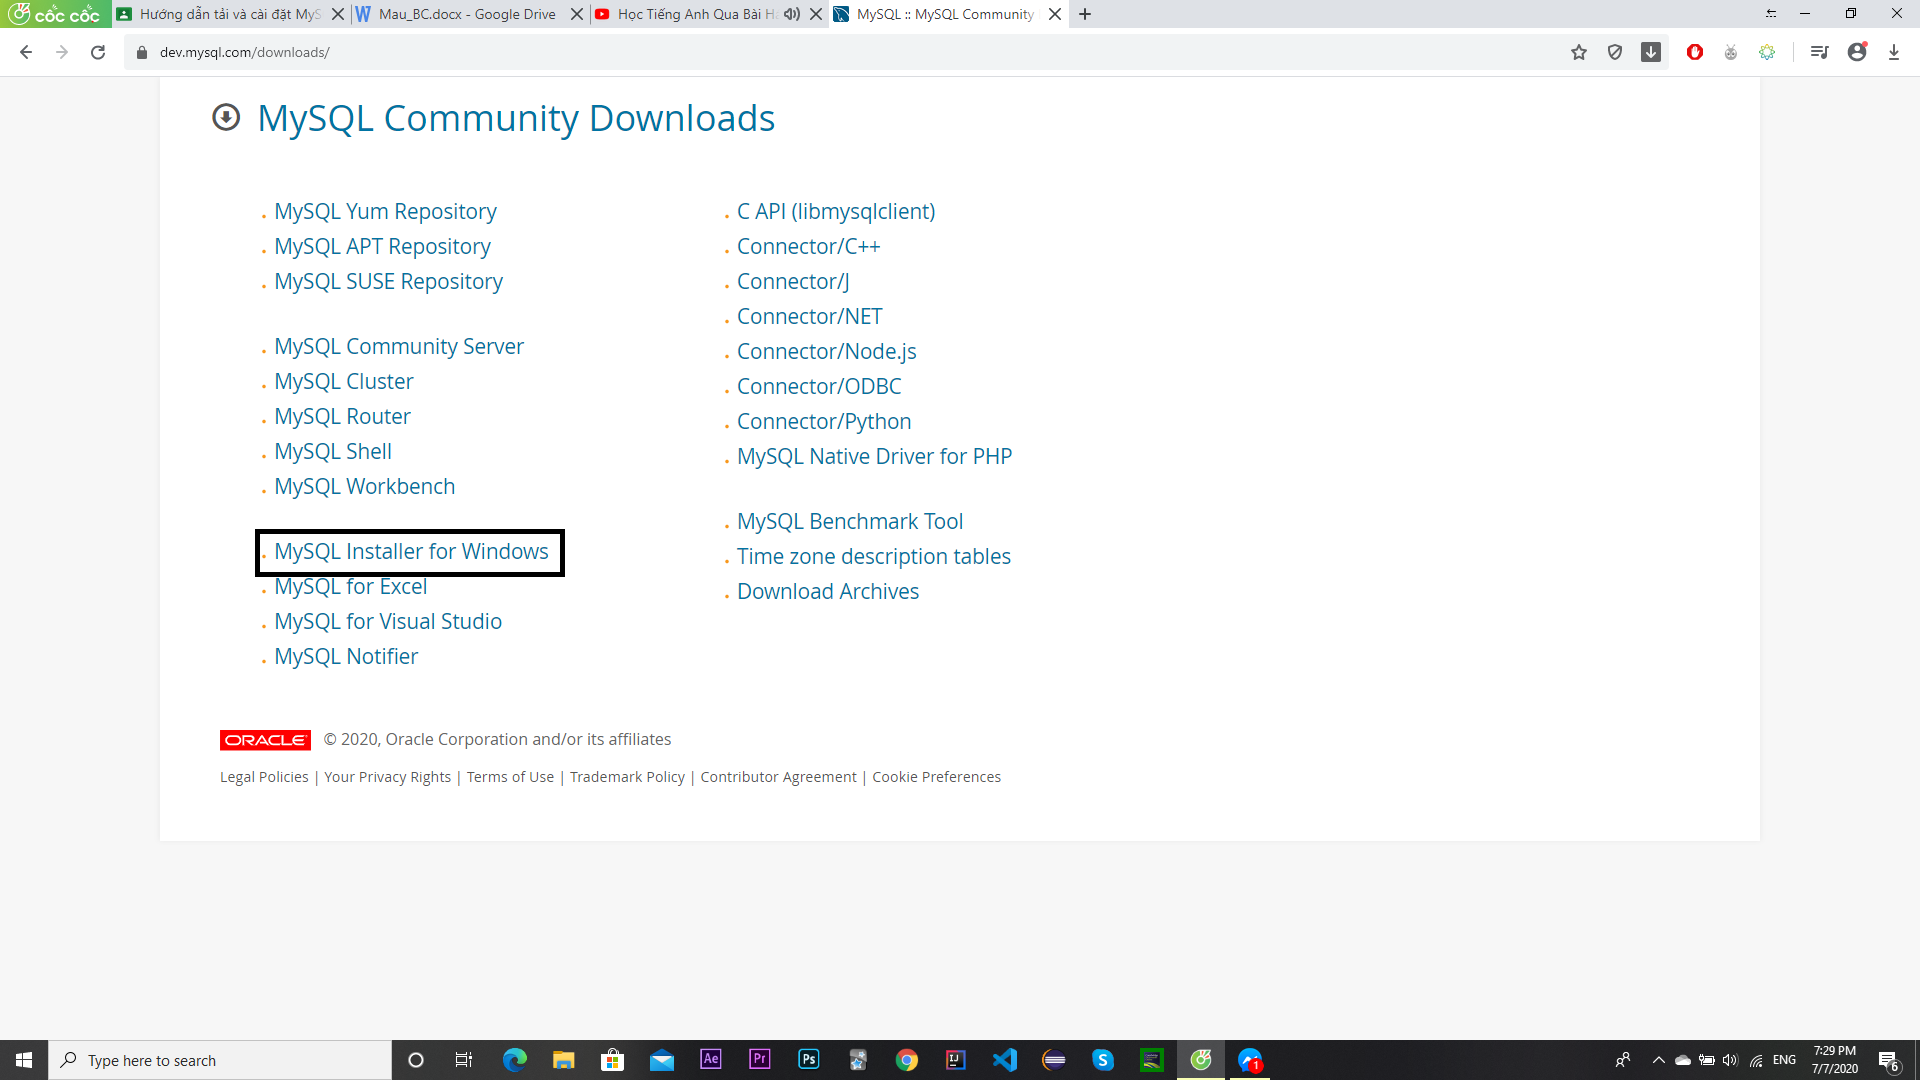 cốc cốc
Hướng dẫn tải và cài đặt MyS
Mau_BC.docx - Google Drive
Học Tiếng Anh Qua Bài H
MySQL :: MySQL Community
dev.mysql.com/downloads/
MySQL Community Downloads
MySQL Yum Repository
MySQL APT Repository
MySQL SUSE Repository
MySQL Community Server
MySQL Cluster
MySQL Router
MySQL Shell
MySQL Workbench
MySQL Installer for Windows
MySQL for Excel
MySQL for Visual Studio
MySQL Notifier
C API (libmysqlclient)
Connector/C++
Connector/J
Connector/NET
Connector/Node.js
Connector/ODBC
Connector/Python
MySQL Native Driver for PHP
MySQL Benchmark Tool
Time zone description tables
Download Archives
ORACLE © 2020, Oracle Corporation and/or its affiliates
Legal Policies | Your Privacy Rights | Terms of Use | Trademark Policy | Contributor Agreement | Cookie Preferences
Type here to search
Ae
Pr
Ps
IJ
S
1
ENG
7:29 PM
7/7/2020
6